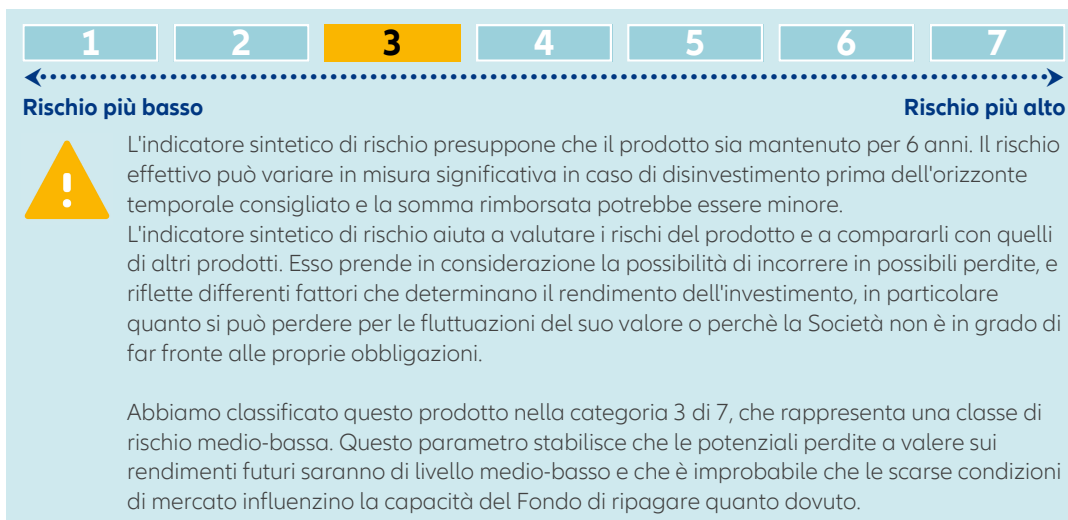 1 2 3 4 5 6 7
Rischio più basso Rischio più alto
L'indicatore sintetico di rischio presuppone che il prodotto sia mantenuto per 6 anni. Il rischio
effettivo può variare in misura significativa in caso di disinvestimento prima dell'orizzonte
temporale consigliato e la somma rimborsata potrebbe essere minore.
L'indicatore sintetico di rischio aiuta a valutare i rischi del prodotto e a compararli con quelli
di altri prodotti. Esso prende in considerazione la possibilità di incorrere in possibili perdite, e
riflette differenti fattori che determinano il rendimento dell'investimento, in particolare
quanto si può perdere per le fluttuazioni del suo valore o perchè la Società non è in grado di
far fronte alle proprie obbligazioni.
Abbiamo classificato questo prodotto nella categoria 3 di 7, che rappresenta una classe di
rischio medio-bassa. Questo parametro stabilisce che le potenziali perdite a valere sui
rendimenti futuri saranno di livello medio-basso e che è improbabile che le scarse condizioni
di mercato influenzino la capacità del Fondo di ripagare quanto dovuto.